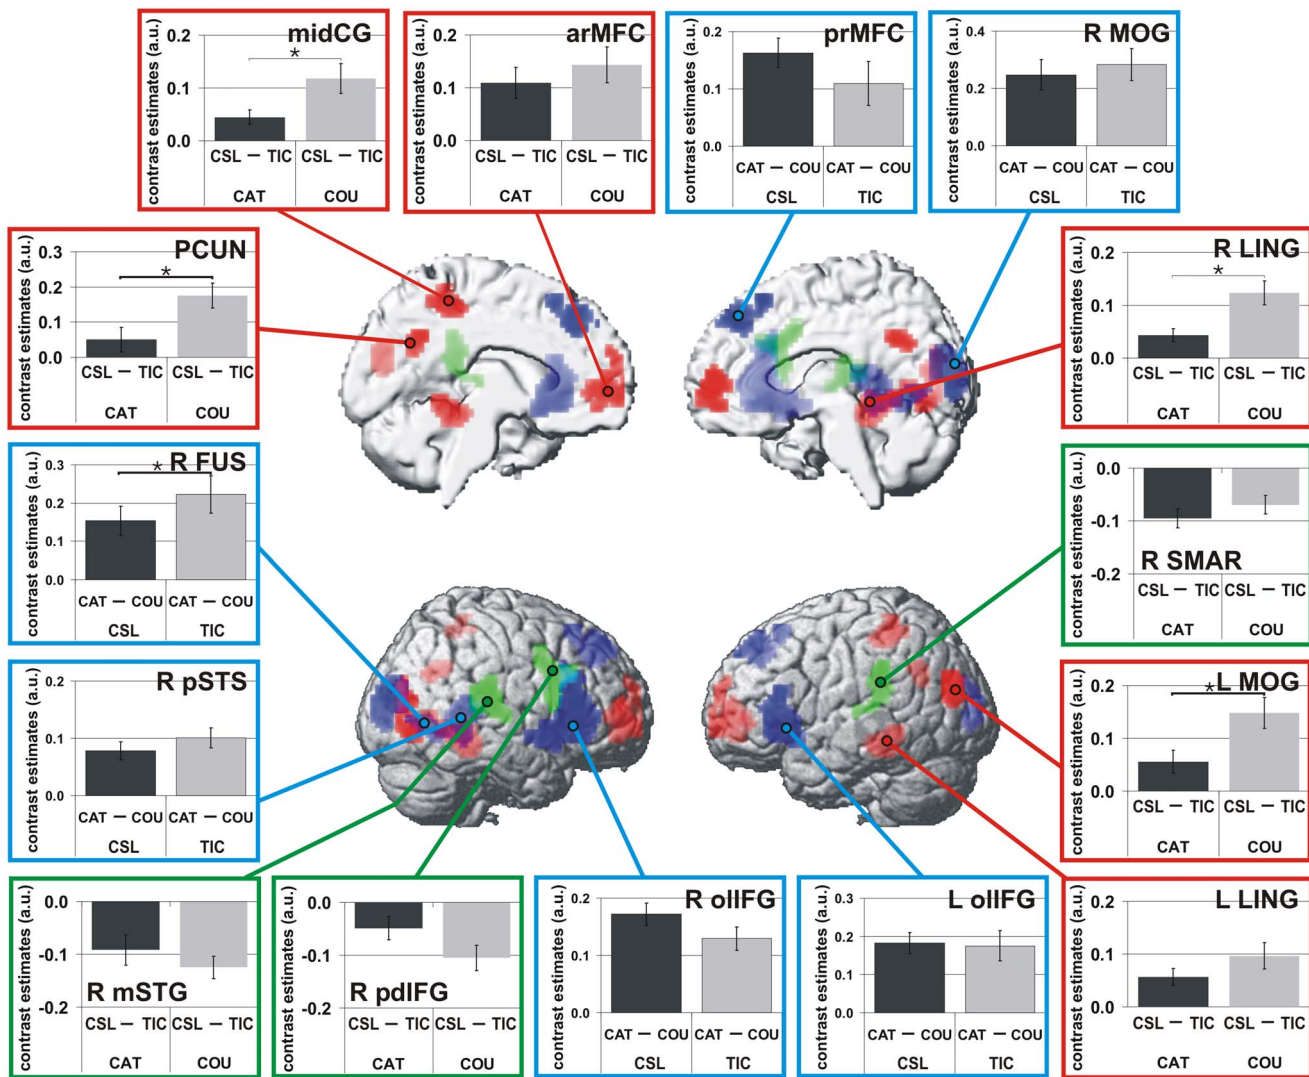 contrast estimates (a.u.)
midCG
0.2
*
0.1
0.0
CSL – TIC CSL – TIC
CAT COU
contrast estimates (a.u.)
arMFC
0.2
0.1
0.0
CSL – TIC CSL – TIC
CAT COU
contrast estimates (a.u.)
prMFC
0.2
0.1
0.0
CAT – COU CAT – COU
CSL TIC
contrast estimates (a.u.)
R MOG
0.4
0.2
0.0
CAT – COU CAT – COU
CSL TIC
contrast estimates (a.u.)
PCUN
0.3
*
0.2
0.1
0.0
CSL – TIC CSL – TIC
CAT COU
contrast estimates (a.u.)
R LING
0.2
*
0.1
0.0
CSL – TIC CSL – TIC
CAT COU
contrast estimates (a.u.)
* R FUS
0.3
0.2
0.1
0.0
CAT – COU CAT – COU
CSL TIC
contrast estimates (a.u.)
0.0
-0.1
R SMAR
-0.2
CSL – TIC CSL – TIC
CAT COU
contrast estimates (a.u.)
R pSTS
0.2
0.1
0.0
CAT – COU CAT – COU
CSL TIC
contrast estimates (a.u.)
*L MOG
0.2
0.1
0.0
CSL – TIC CSL – TIC
CAT COU
contrast estimates (a.u.)
0.0
-0.1
R mSTG
-0.2
CSL – TIC CSL – TIC
CAT COU
contrast estimates (a.u.)
0.0
-0.1
R pdIFG
-0.2
CSL – TIC CSL – TIC
CAT COU
contrast estimates (a.u.)
R olIFG
0.2
0.1
0.0
CAT – COU CAT – COU
CSL TIC
contrast estimates (a.u.)
L olIFG
0.3
0.2
0.1
0.0
CAT – COU CAT – COU
CSL TIC
contrast estimates (a.u.)
L LING
0.2
0.1
0.0
CSL – TIC CSL – TIC
CAT COU